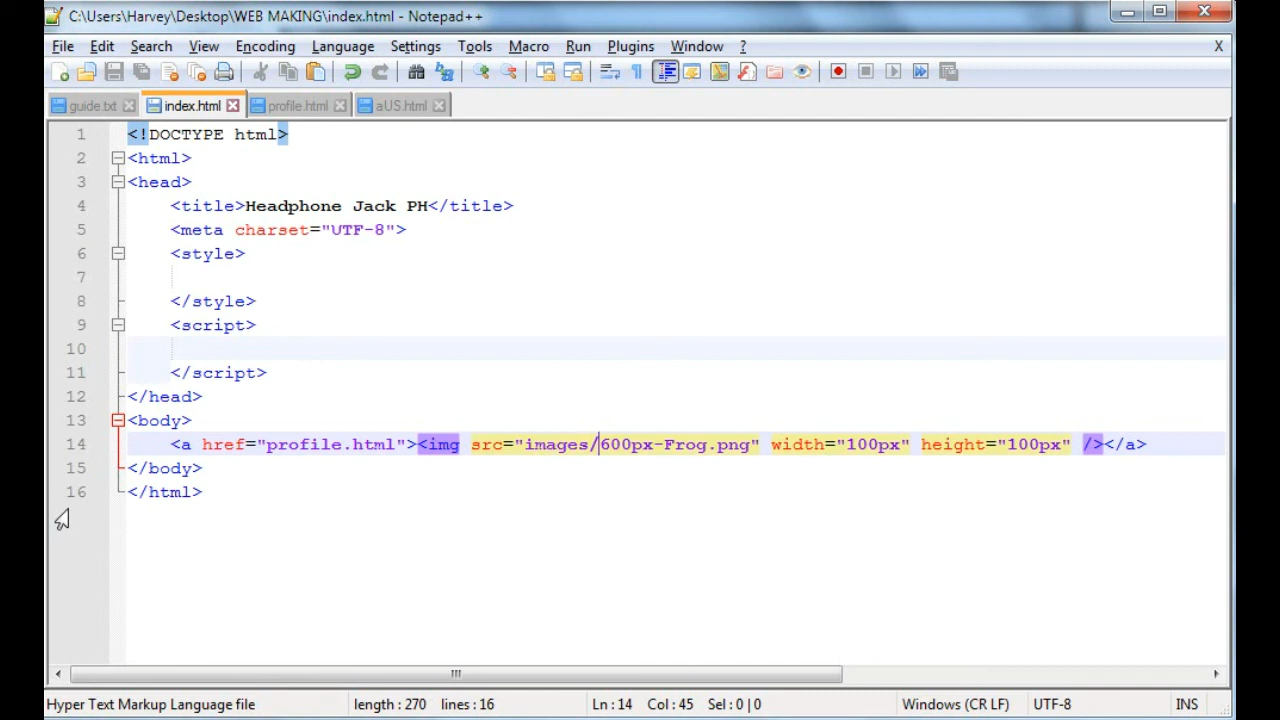 C:\Users\Harvey\Desktop\WEB MAKING\index.html - Notepad++
File Edit Search View Encoding Language Settings Tools Macro Run Plugins Window ? X
guide.txt index.html profile.html aUS.html
1 <!DOCTYPE html>
2 <html>
3 <head>
4 <title>Headphone Jack PH</title>
5 <meta charset="UTF-8">
6 <style>
7
8 </style>
9 <script>
10
11 </script>
12 </head>
13 <body>
14 <a href="profile.html"><img src="images/600px-Frog.png" width="100px" height="100px" /></a>
15 </body>
16 </html>
Hyper Text Markup Language file length : 270 lines : 16 Ln : 14 Col : 45 Sel : 0 | 0 Windows (CR LF) UTF-8 INS